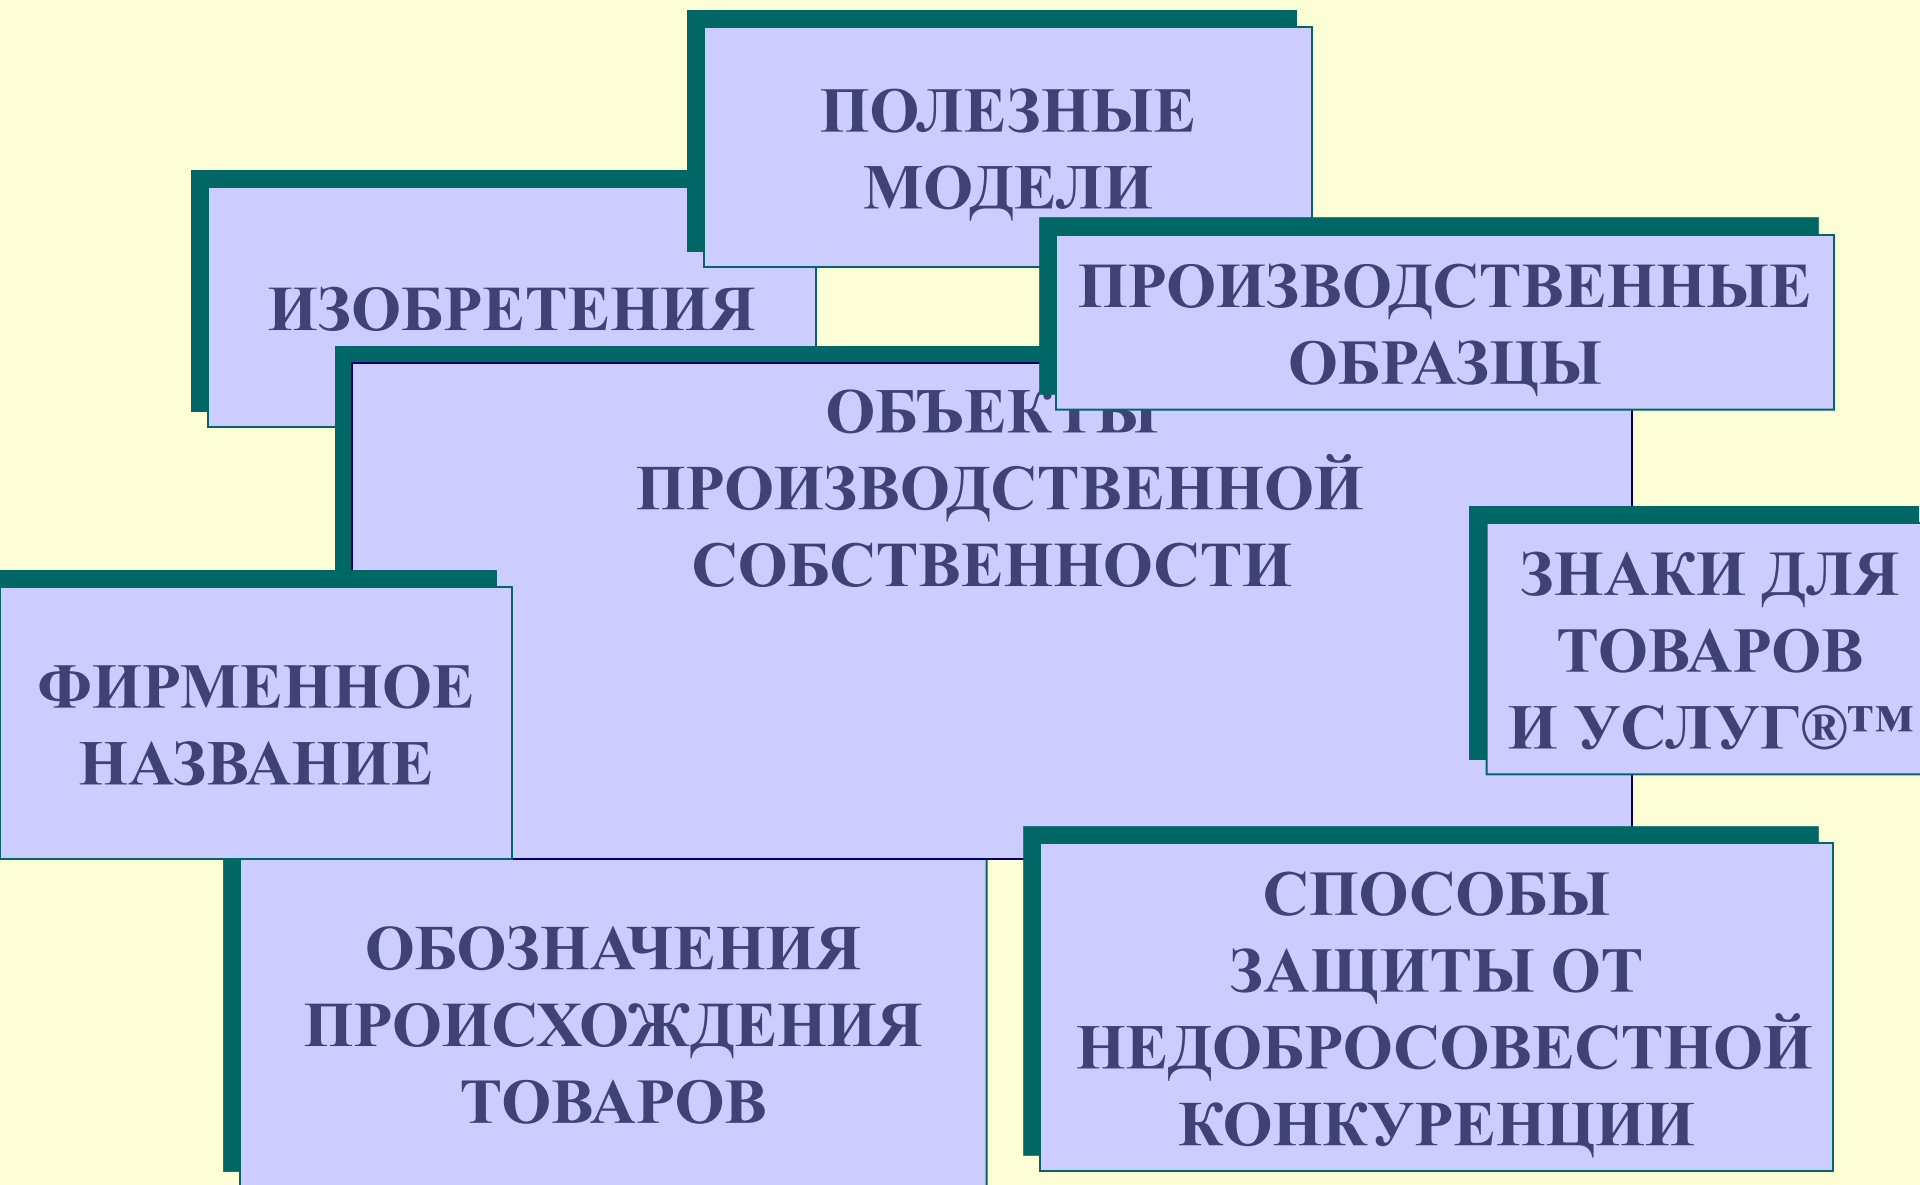 ПОЛЕЗНЫЕ
МОДЕЛИ
ИЗОБРЕТЕНИЯ
ПРОИЗВОДСТВЕННЫЕ
ОБРАЗЦЫ
ОБЪЕКТЫ
ПРОИЗВОДСТВЕННОЙ
СОБСТВЕННОСТИ
ЗНАКИ ДЛЯ
ТОВАРОВ
И УСЛУГ®™
ФИРМЕННОЕ
НАЗВАНИЕ
ОБОЗНАЧЕНИЯ
ПРОИСХОЖДЕНИЯ
ТОВАРОВ
СПОСОБЫ
ЗАЩИТЫ ОТ
НЕДОБРОСОВЕСТНОЙ
КОНКУРЕНЦИИ